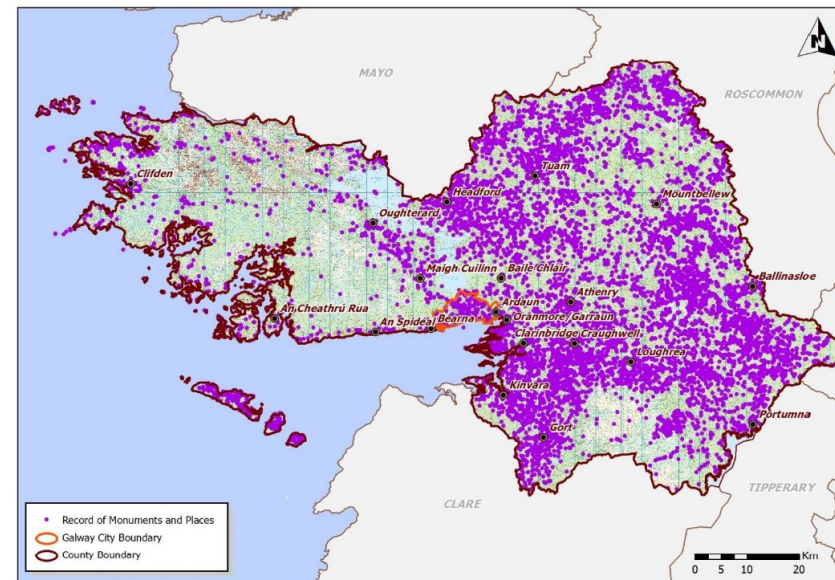 N
MAYO
ROSCOMMON
Clifden
Tuam
Headford
Mountbellew
Oughterard
Maigh Cuilinn
Baile Chláir
Ballinasloe
Athenry
An Cheathrú Rua
Ardaun
Oranmore/Garraun
An Spidéal
Bearna
Clarinbridge
Craughwell
Loughrea
Kinvara
Portumna
Gort
CLARE
TIPPERARY
Record of Monuments and Places
Galway City Boundary
County Boundary
Km
0 5 10 20